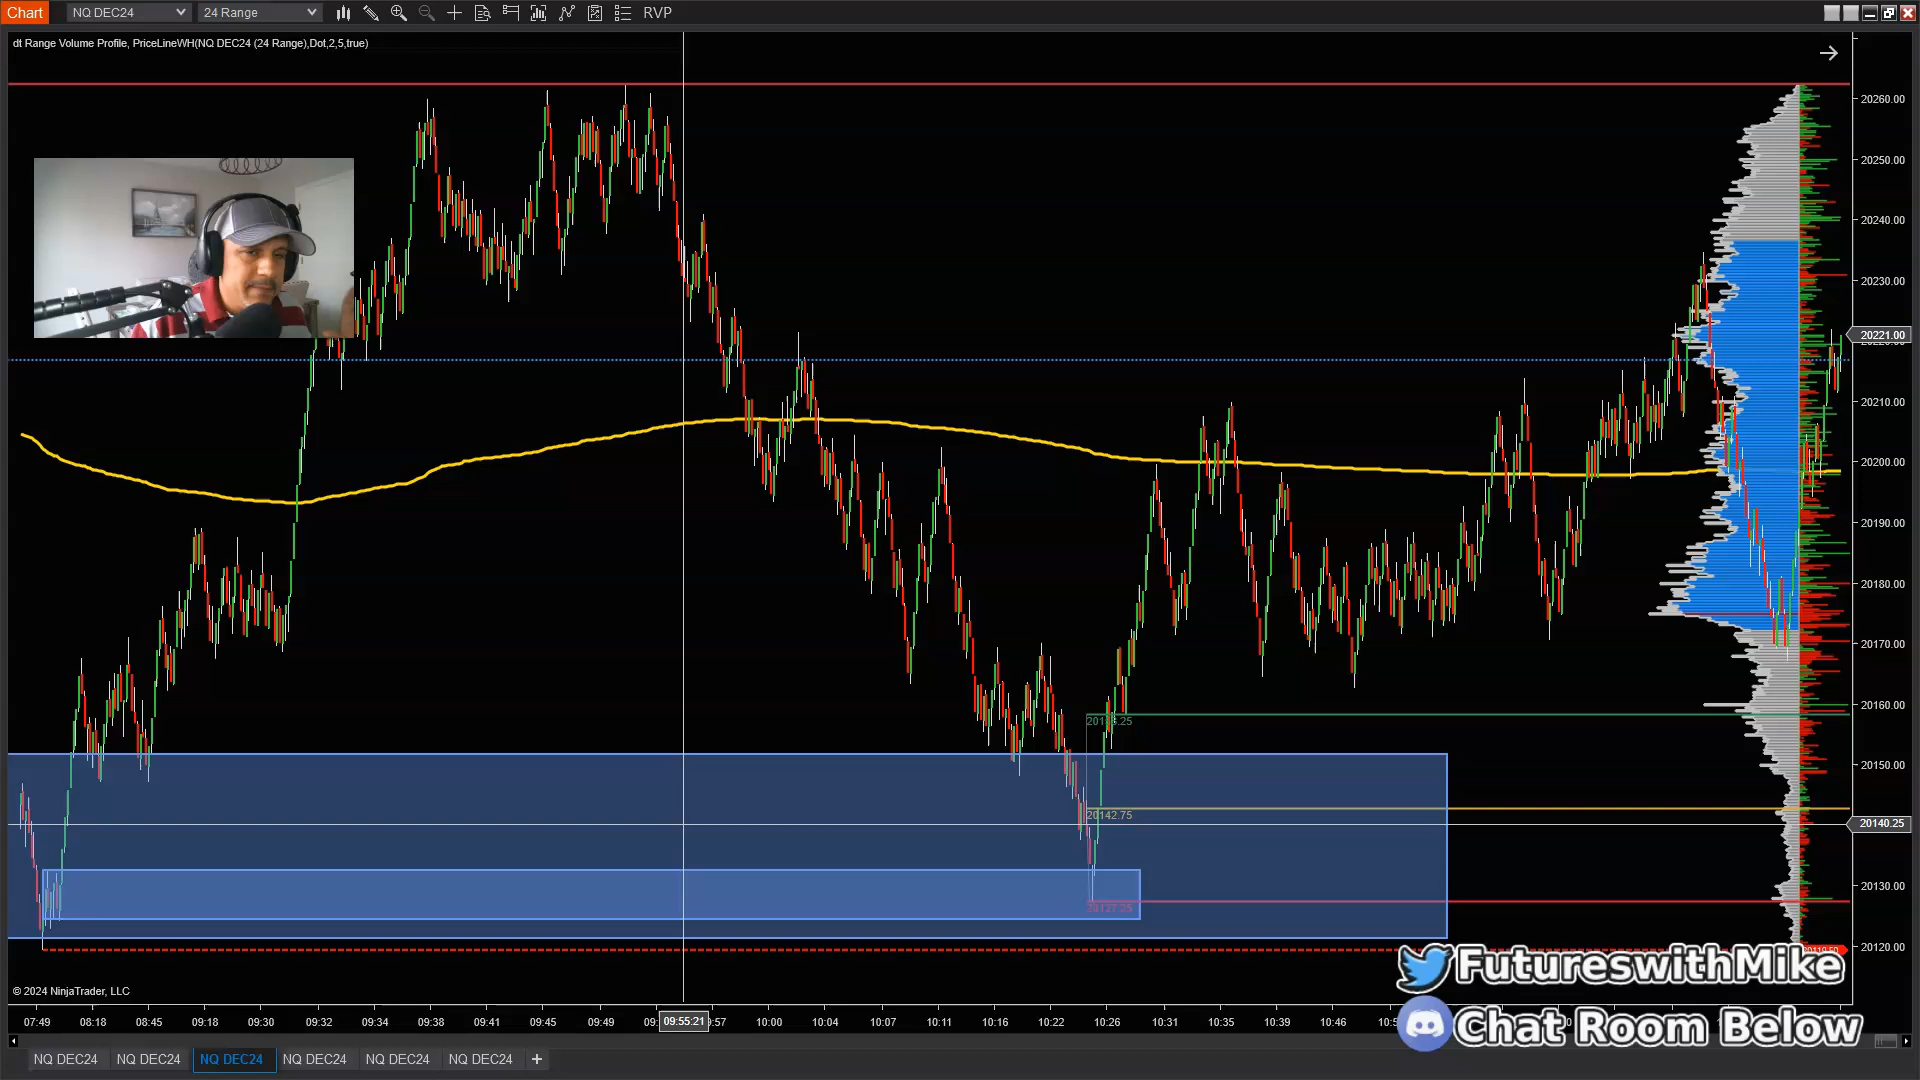 Chart NQ DEC24 24 Range RVP
dt Range Volume Profile, PriceLineWH(NQ DEC24 (24 Range),Dot,2,5,true)
20260.00
20250.00
20240.00
20230.00
20221.00
20210.00
20200.00
20190.00
20180.00
20170.00
20160.00
20150.00
20142.75
20140.25
20130.00
20127.25
20120.00
FutureswithMike
© 2024 NinjaTrader, LLC
07:49 08:18 08:45 09:18 09:30 09:32 09:34 09:38 09:41 09:45 09:49 09:55:21 9:57 10:00 10:04 10:07 10:11 10:16 10:22 10:26 10:31 10:35 10:39 10:46
Chat Room Below
NQ DEC24 NQ DEC24 NQ DEC24 NQ DEC24 NQ DEC24 NQ DEC24 +